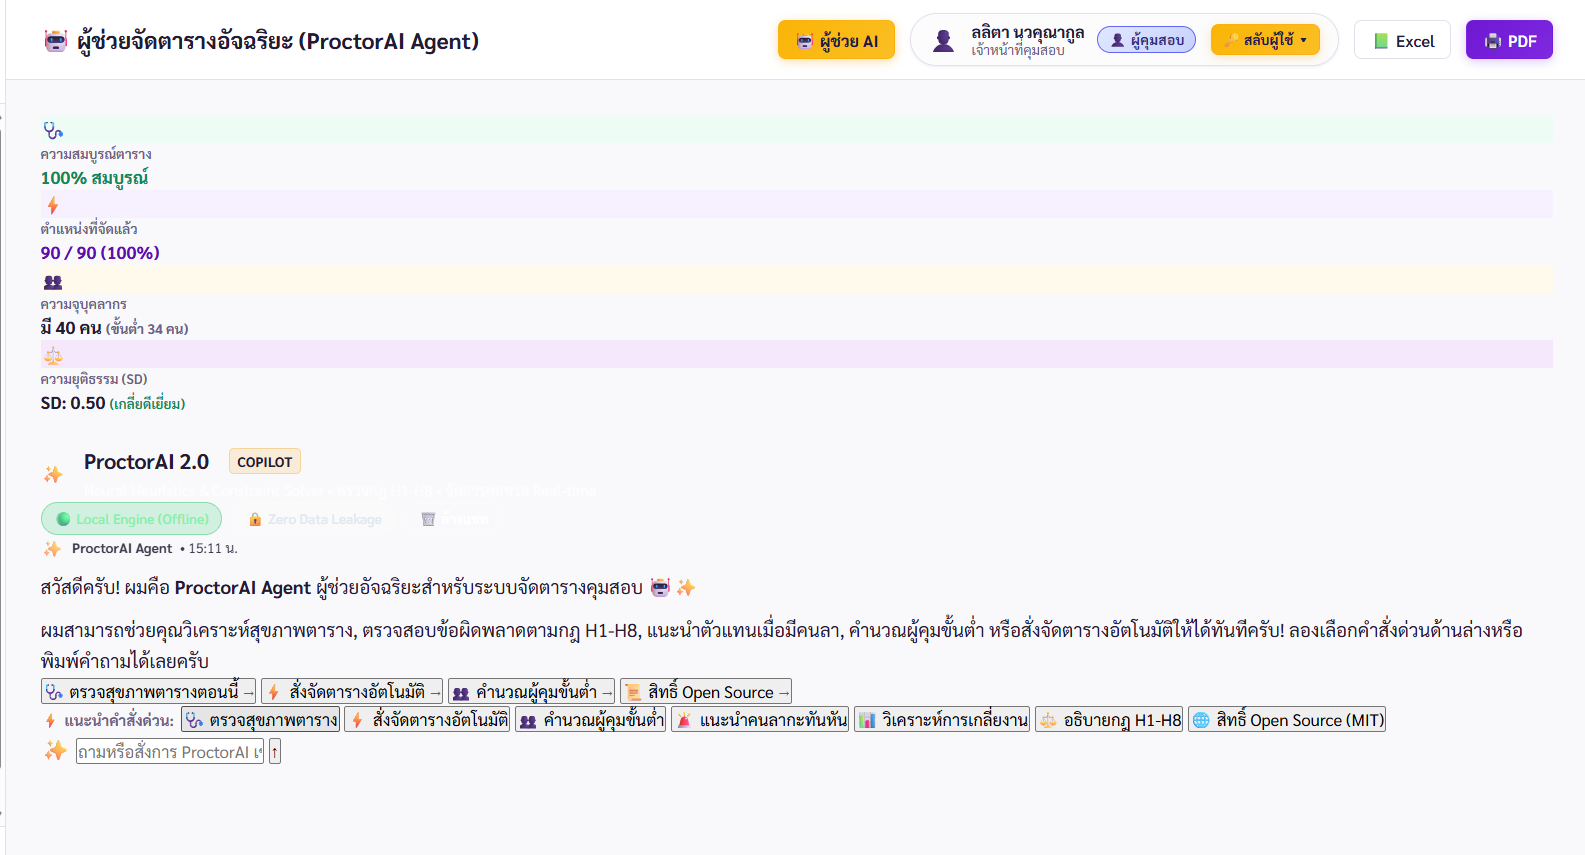 ผู้ช่วยจัดตารางอัจฉริยะ (ProctorAI Agent)
ผู้ช่วย AI
ลลิตา นวคุณากูล
เจ้าหน้าที่คุมสอบ
ผู้คุมสอบ
สลับผู้ใช้ ▾
Excel
PDF
ความสมบูรณ์ตาราง
100% สมบูรณ์
ตำแหน่งที่จัดแล้ว
90 / 90 (100%)
ความจุบุคลากร
มี 40 คน (ขั้นต่ำ 34 คน)
ความยุติธรรม (SD)
SD: 0.50 (เกลี่ยดีเยี่ยม)
ProctorAI 2.0 COPILOT
Local Engine (Offline) Zero Data Leakage
ProctorAI Agent • 15:11 น.
สวัสดีครับ! ผมคือ ProctorAI Agent ผู้ช่วยอัจฉริยะสำหรับระบบจัดตารางคุมสอบ
ผมสามารถช่วยคุณวิเคราะห์สุขภาพตาราง, ตรวจสอบข้อผิดพลาดตามกฎ H1-H8, แนะนำตัวแทนเมื่อมีคนลา, คำนวณผู้คุมขั้นต่ำ หรือสั่งจัดตารางอัตโนมัติให้ได้ทันทีครับ! ลองเลือกคำสั่งด่วนด้านล่างหรือ
พิมพ์คำถามได้เลยครับ
ตรวจสุขภาพตารางตอนนี้ → สั่งจัดตารางอัตโนมัติ → คำนวณผู้คุมขั้นต่ำ → สิทธิ์ Open Source →
แนะนำคำสั่งด่วน: ตรวจสุขภาพตาราง สั่งจัดตารางอัตโนมัติ คำนวณผู้คุมขั้นต่ำ แนะนำคนลากะทันหัน วิเคราะห์การเกลี่ยงาน อธิบายกฎ H1-H8 สิทธิ์ Open Source (MIT)
ถามหรือสั่งการ ProctorAI ↑